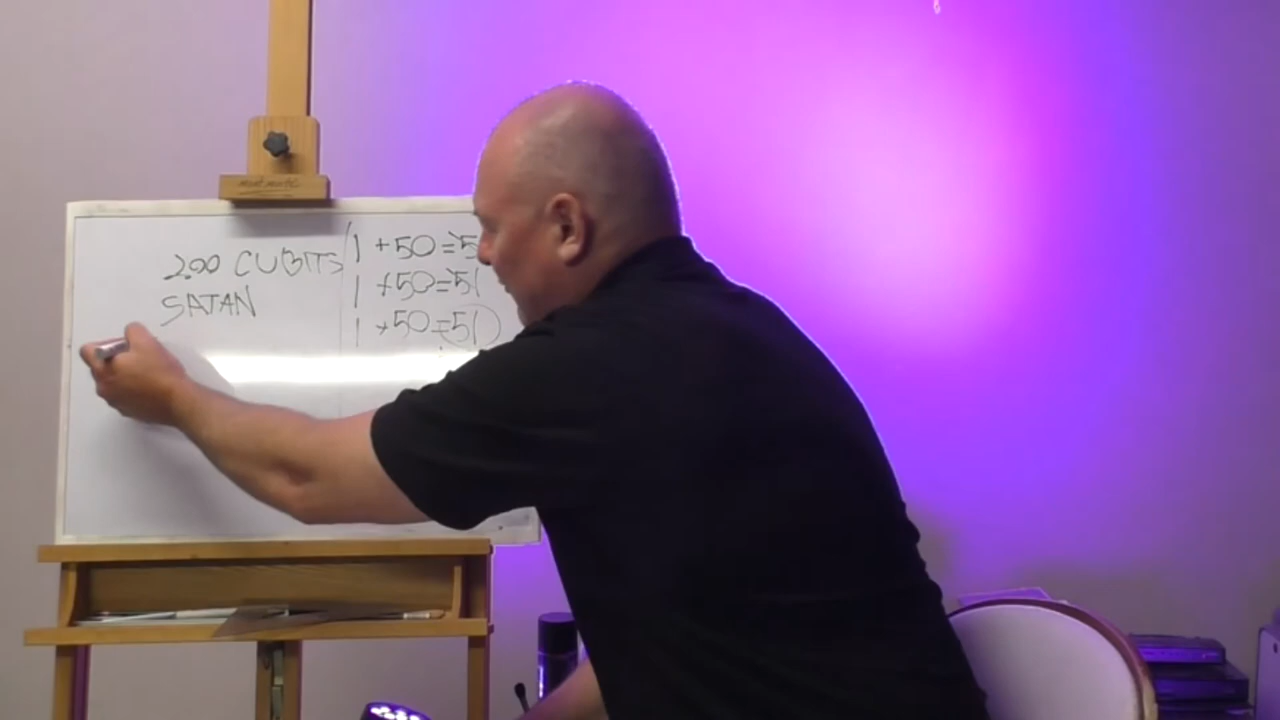 200 CUBITS
SATAN
1 + 50 = 5
1 + 50 = 51
1 + 50 = 51